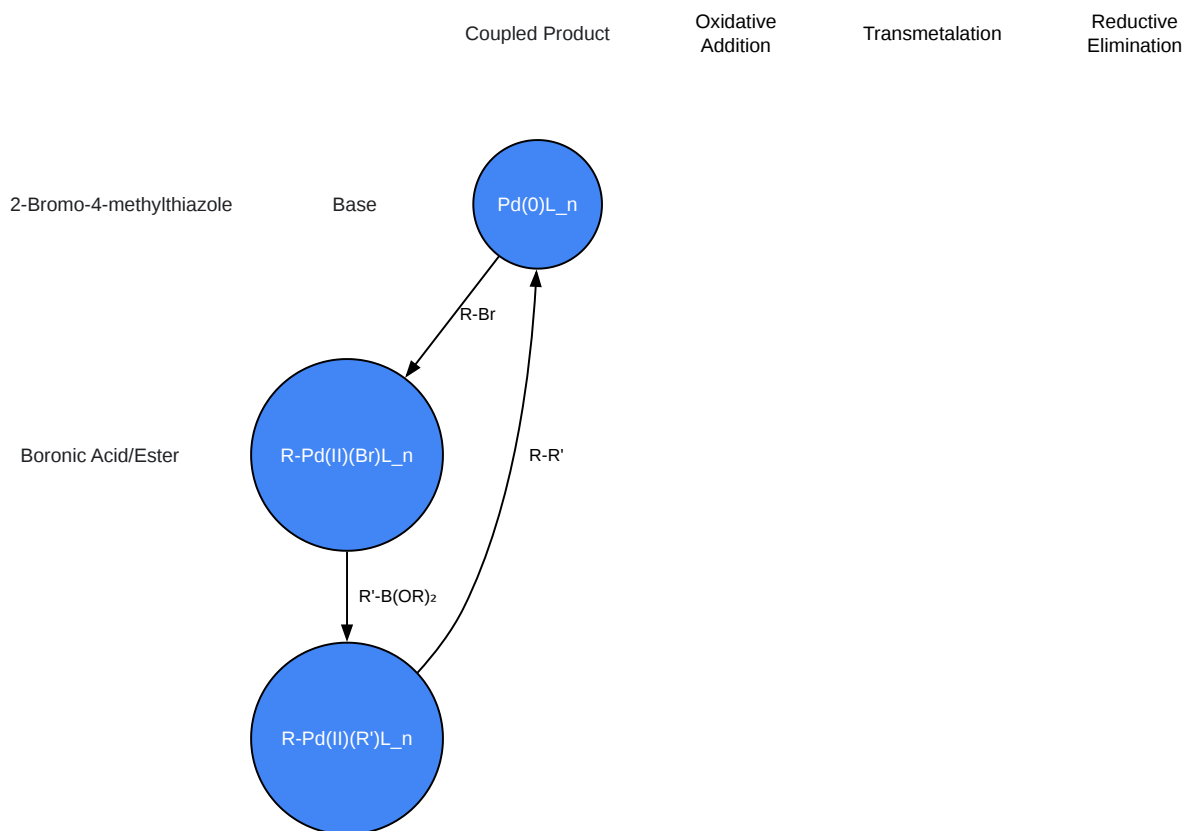 Coupled Product
Oxidative
Addition
Transmetalation
Reductive
Elimination
2-Bromo-4-methylthiazole
Base
Pd(0)L_n
R-Br
Boronic Acid/Ester
R-Pd(II)(Br)L_n
R-R'
R'-B(OR)₂
R-Pd(II)(R')L_n